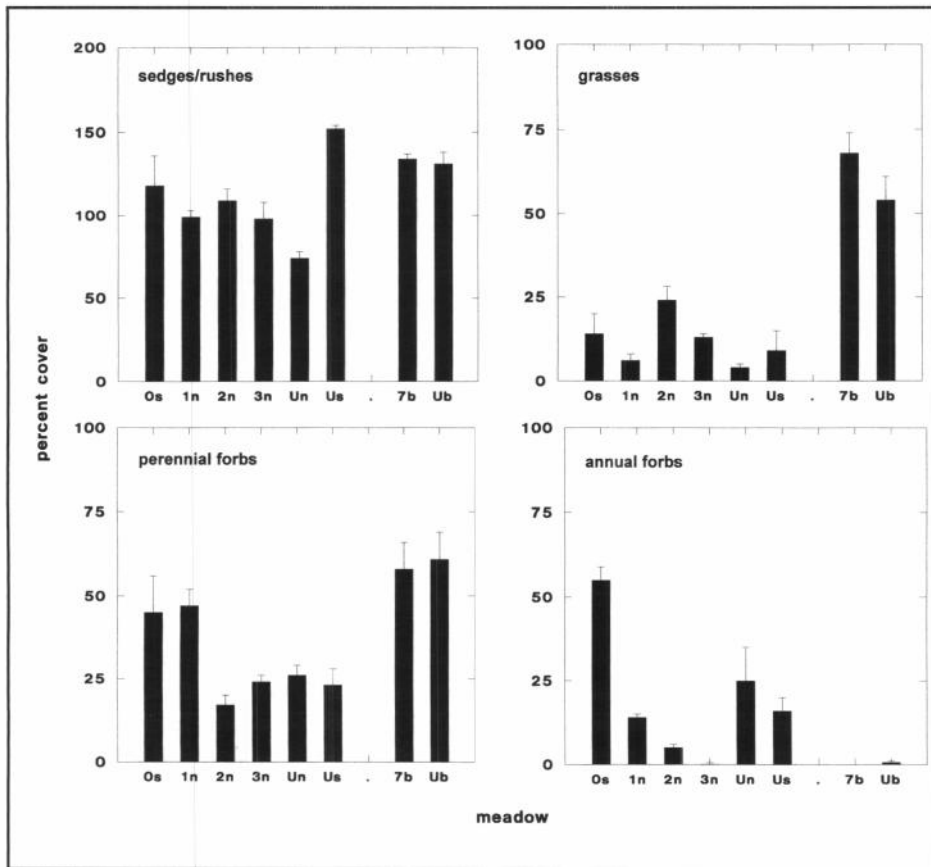 sedges/rushes
200
150
100
50
0
Os 1n 2n 3n Un Us . 7b Ub
grasses
100
75
50
25
0
Os 1n 2n 3n Un Us . 7b Ub
percent cover
perennial forbs
100
75
50
25
0
Os 1n 2n 3n Un Us . 7b Ub
annual forbs
100
75
50
25
0
Os 1n 2n 3n Un Us . 7b Ub
meadow